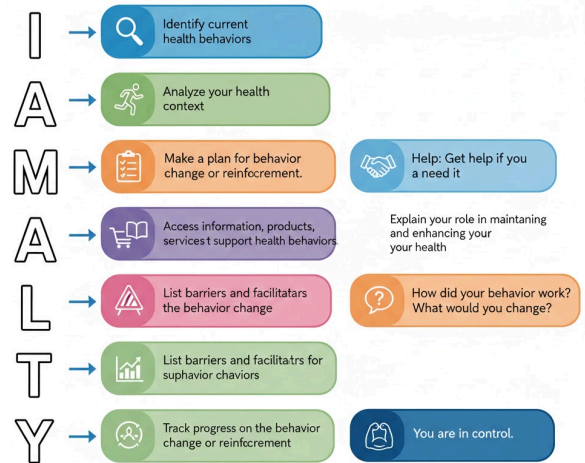 I
Identify current
health behaviors
A
Analyze your health
context
M
Make a plan for behavior
change or reinforcement.
Help: Get help if you
a need it
A
Access information, products,
services t support health behaviors
Explain your role in maintaning
and enhancing your
your health
L
List barriers and facilitatars
the behavior change
How did your behavior work?
What would you change?
T
List barriers and facilitatrs for
suphavior chaviors
Y
Track progress on the behavior
change or reinforcement
You are in control.